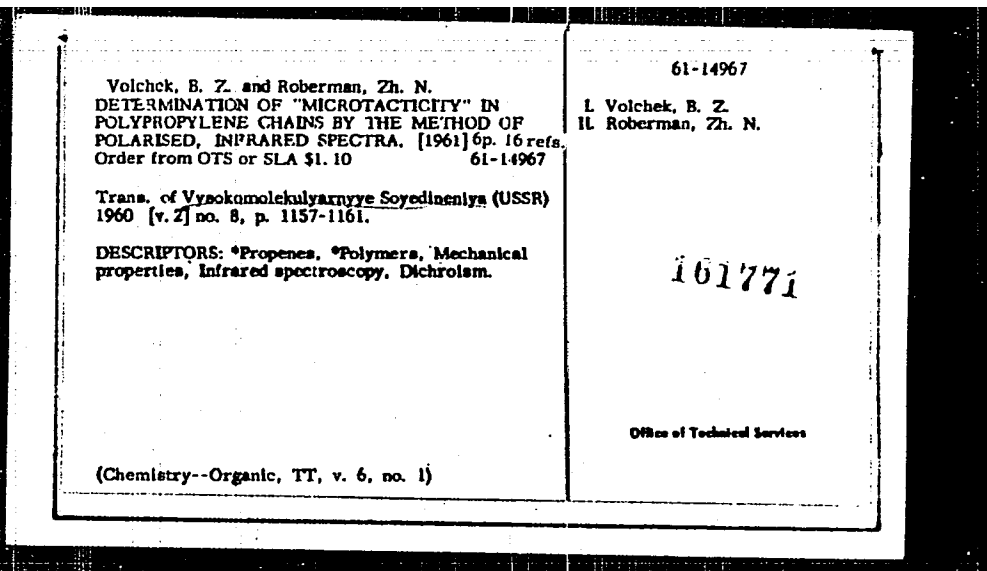 Volchek, B. Z. and Roberman, Zh. N.
DETERMINATION OF "MICROTACTICITY" IN
POLYPROPYLENE CHAINS BY THE METHOD OF
POLARISED, INFRARED SPECTRA. [1961] 6p. 16 refs.
Order from OTS or SLA $1.10 61-14967
Trans. of Vysokomolekulyarnyye Soyedineniya (USSR)
1960 [v. 2] no. 8, p. 1157-1161.
DESCRIPTORS: *Propenes, *Polymers, Mechanical
properties, Infrared spectroscopy, Dichroism.
(Chemistry--Organic, TT, v. 6, no. 1)
61-14967
I. Volchek, B. Z.
II. Roberman, Zh. N.
161771
Office of Technical Services